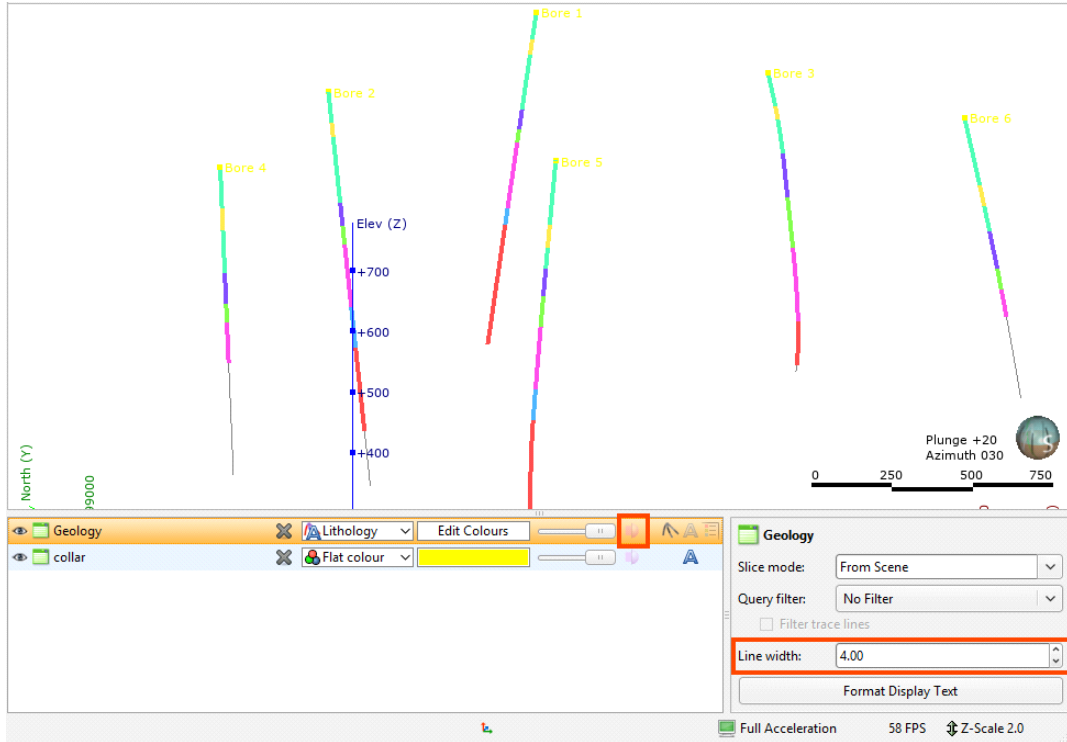 Bore 1
Bore 2
Bore 3
Bore 6
Bore 4
Bore 5
Elev (Z)
+700
+600
+500
+400
North (Y)
99000
Plunge +20
Azimuth 030
0 250 500 750
Geology Lithology Edit Colours
collar Flat colour
Geology
Slice mode: From Scene
Query filter: No Filter
Filter trace lines
Line width: 4.00
Format Display Text
Full Acceleration 58 FPS Z-Scale 2.0